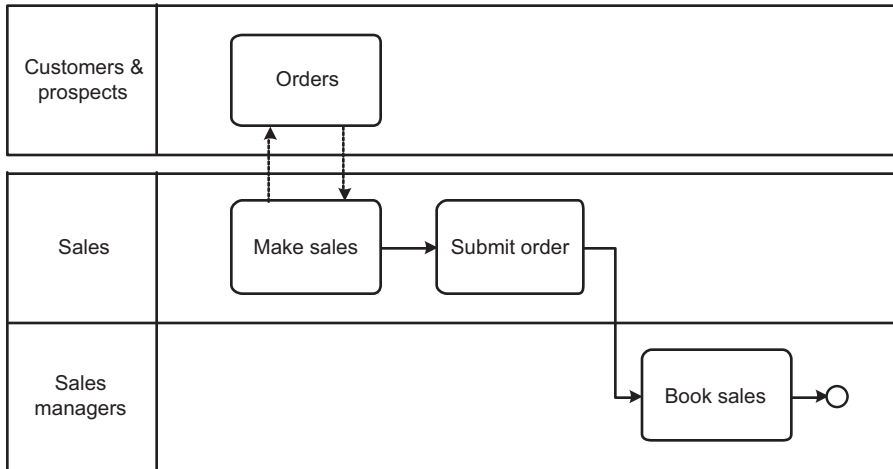 Customers &
prospects
Orders
Sales
Make sales
Submit order
Sales
managers
Book sales